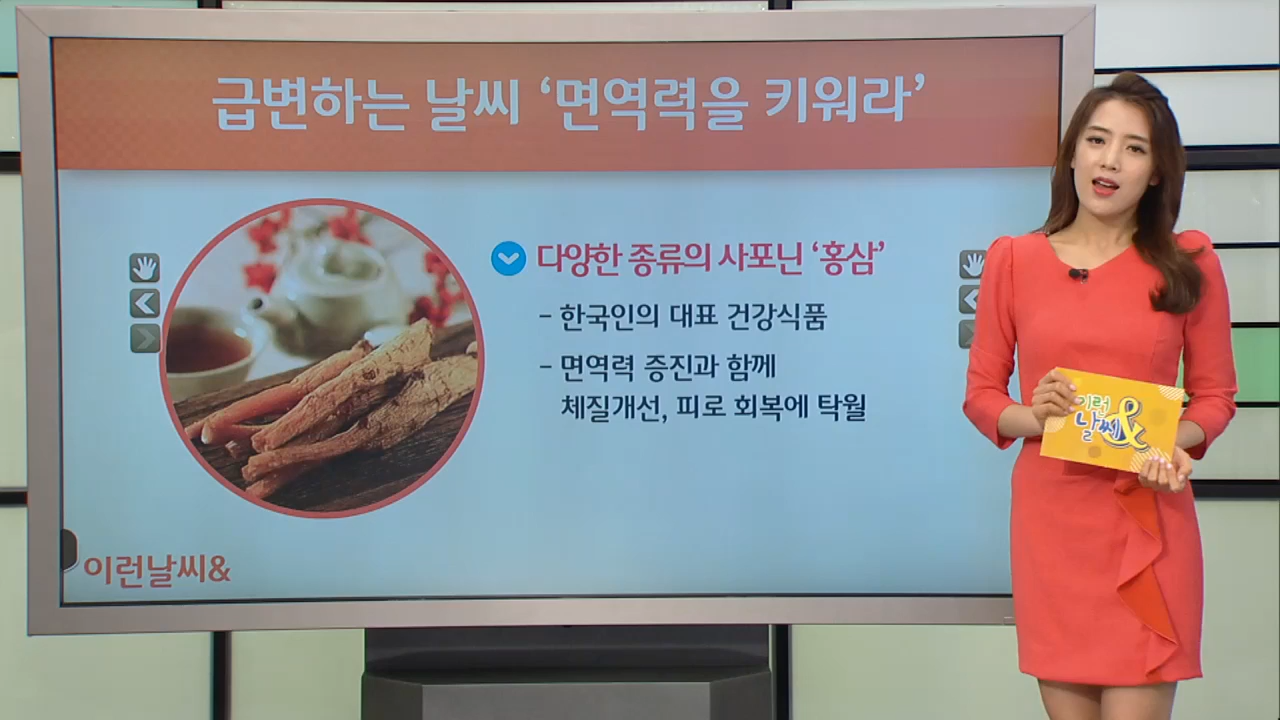 급변하는 날씨 ‘면역력을 키워라’
다양한 종류의 사포닌 ‘홍삼’
- 한국인의 대표 건강식품
- 면역력 증진과 함께
체질개선, 피로 회복에 탁월
이런날씨&
이런
날씨&